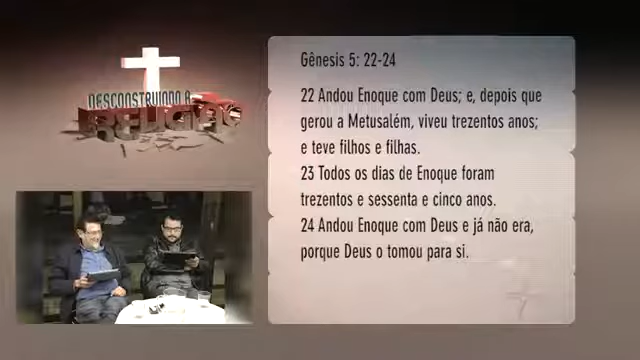 DESCONSTRUINDO A
RELIGIÃO
Gênesis 5: 22-24
22 Andou Enoque com Deus; e, depois que
gerou a Metusalém, viveu trezentos anos;
e teve filhos e filhas.
23 Todos os dias de Enoque foram
trezentos e sessenta e cinco anos.
24 Andou Enoque com Deus e já não era,
porque Deus o tomou para si.